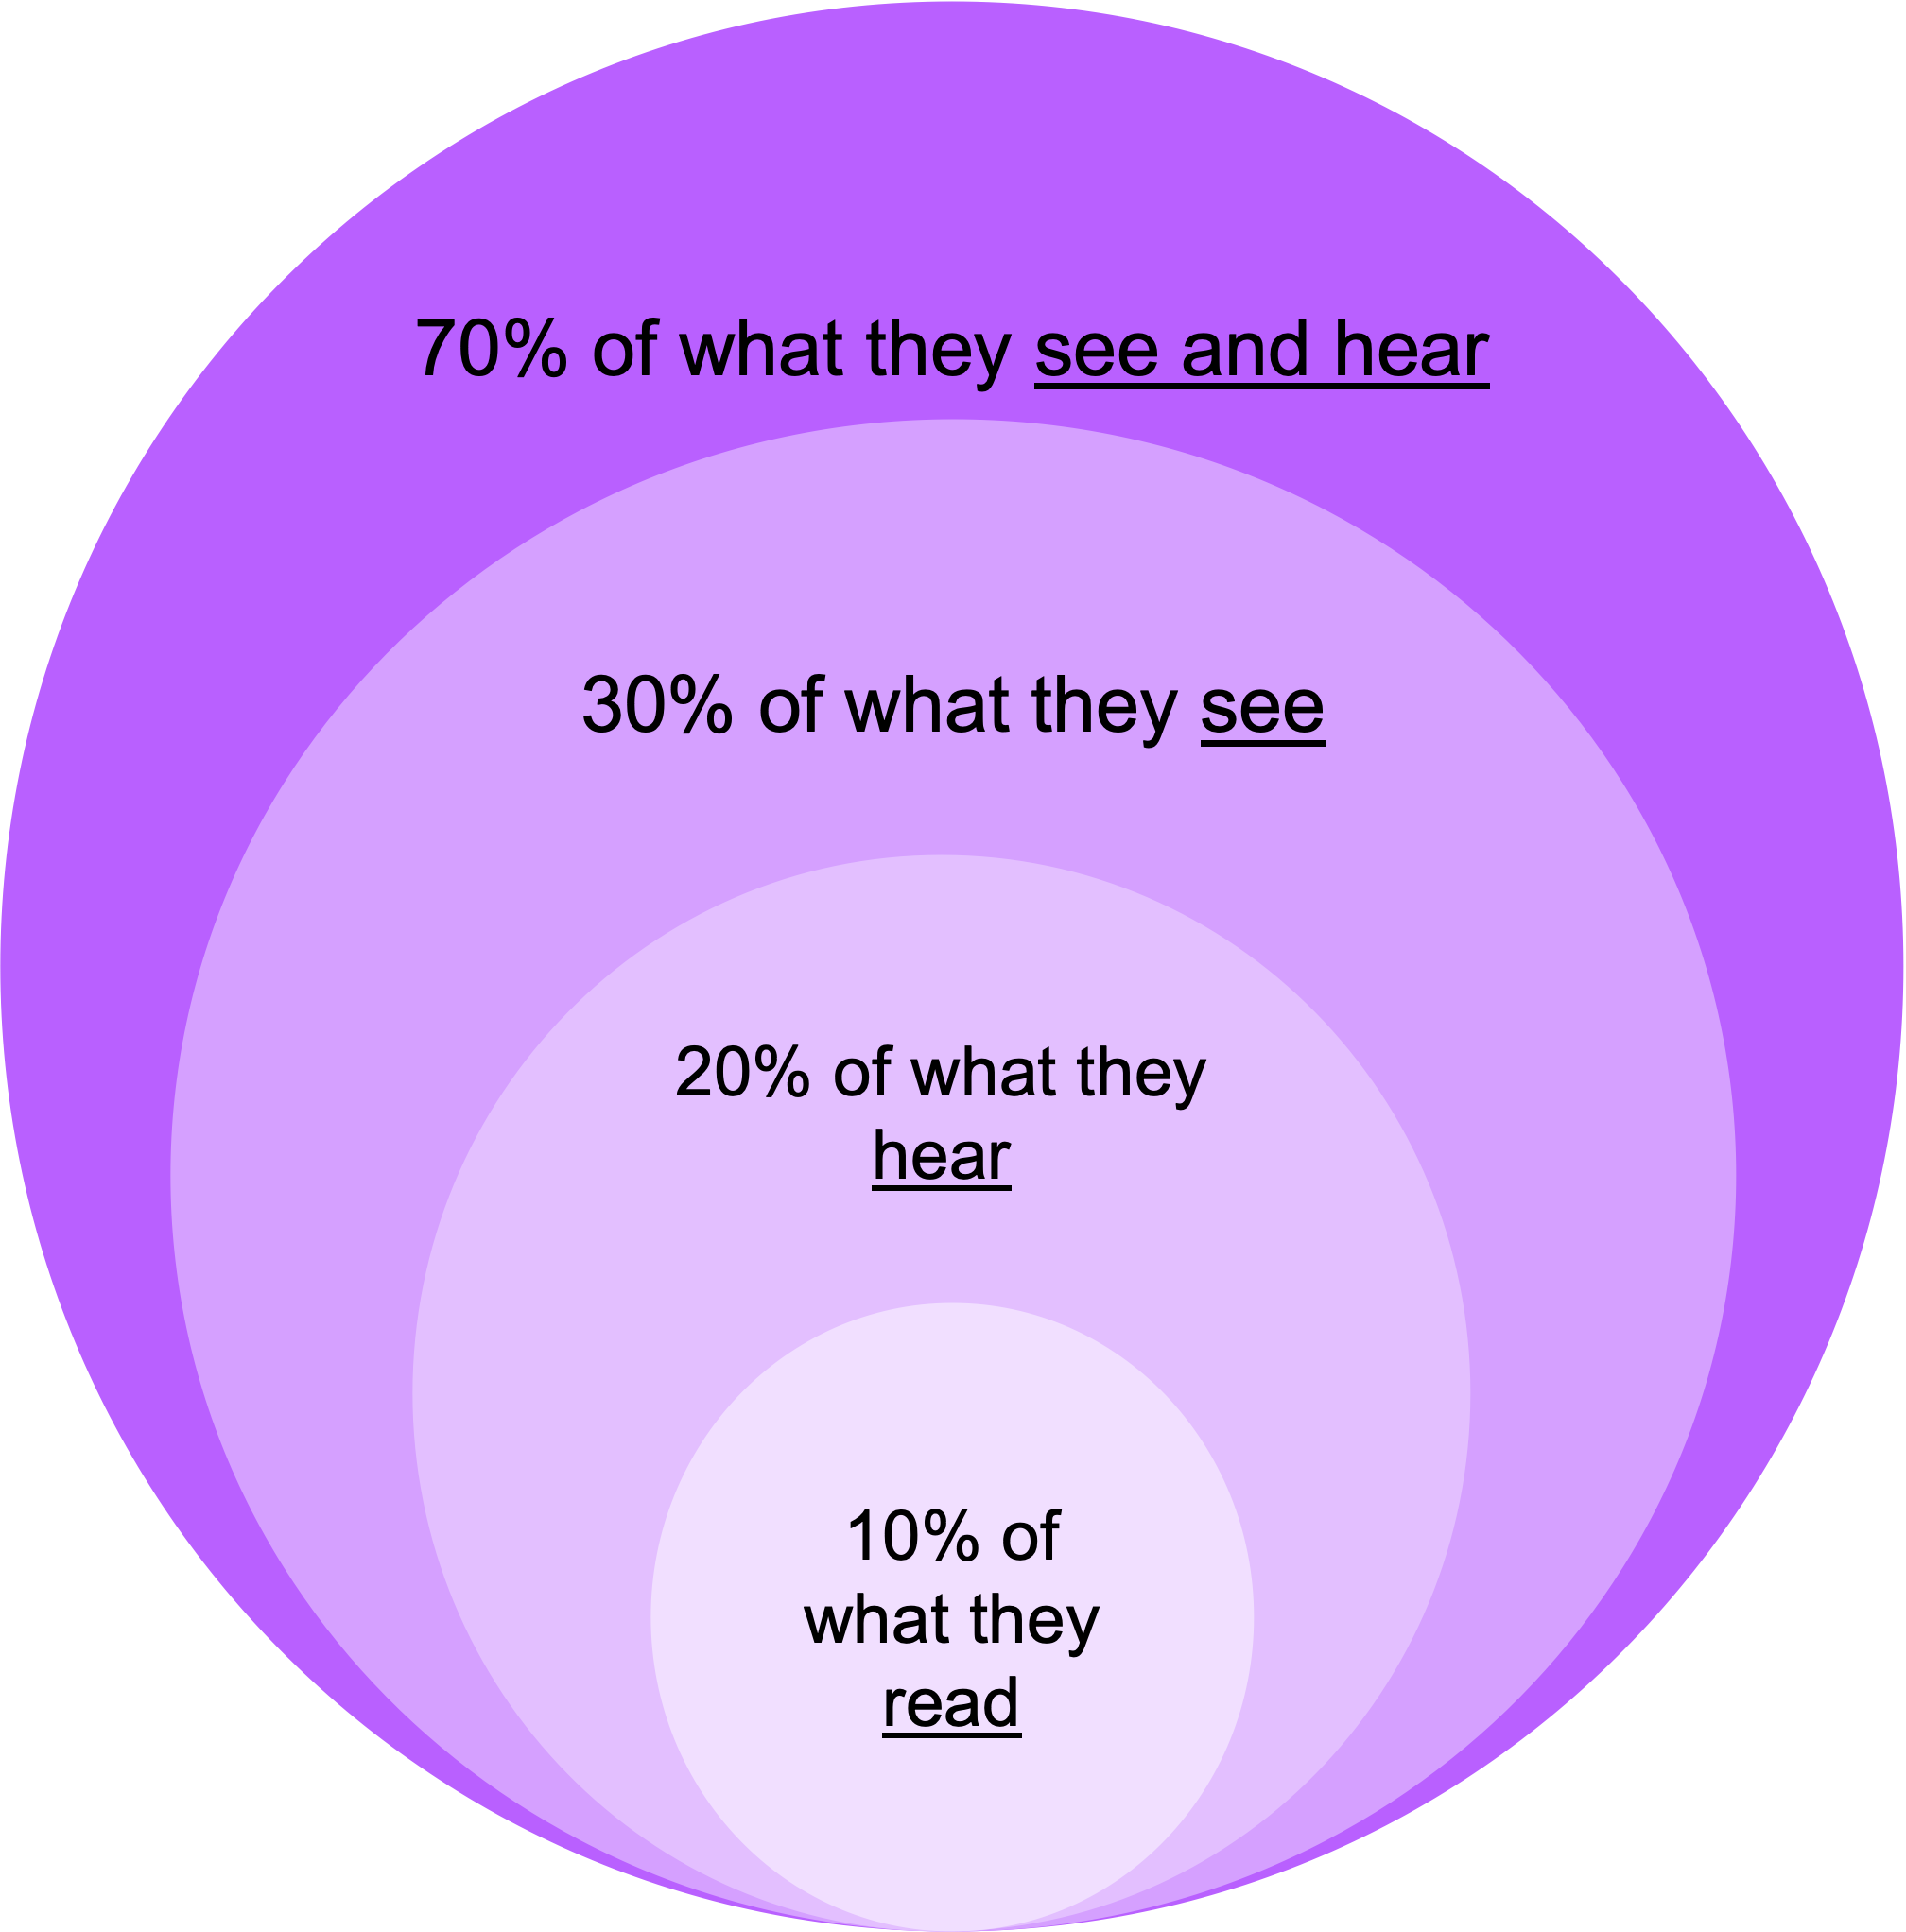 70% of what they see and hear
30% of what they see
20% of what they
hear
10% of
what they
read